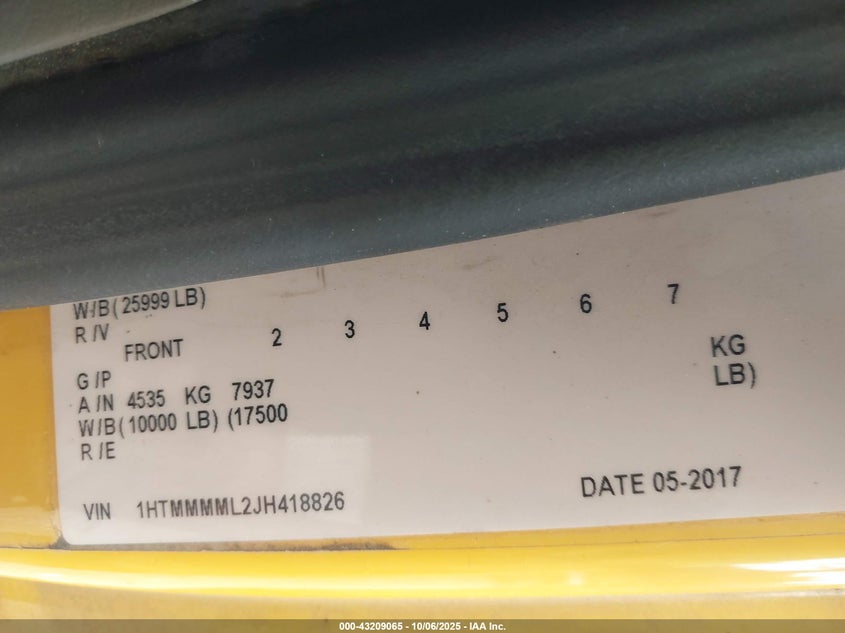 W/B(25999 LB)
R/V
FRONT 2 3 4 5 6 7
G/P
A/N 4535 KG 7937 KG
W/B(10000 LB) (17500 LB)
R/E
VIN 1HTMMMML2JH418826 DATE 05-2017
000-43209065 - 10/06/2025 - IAA Inc.